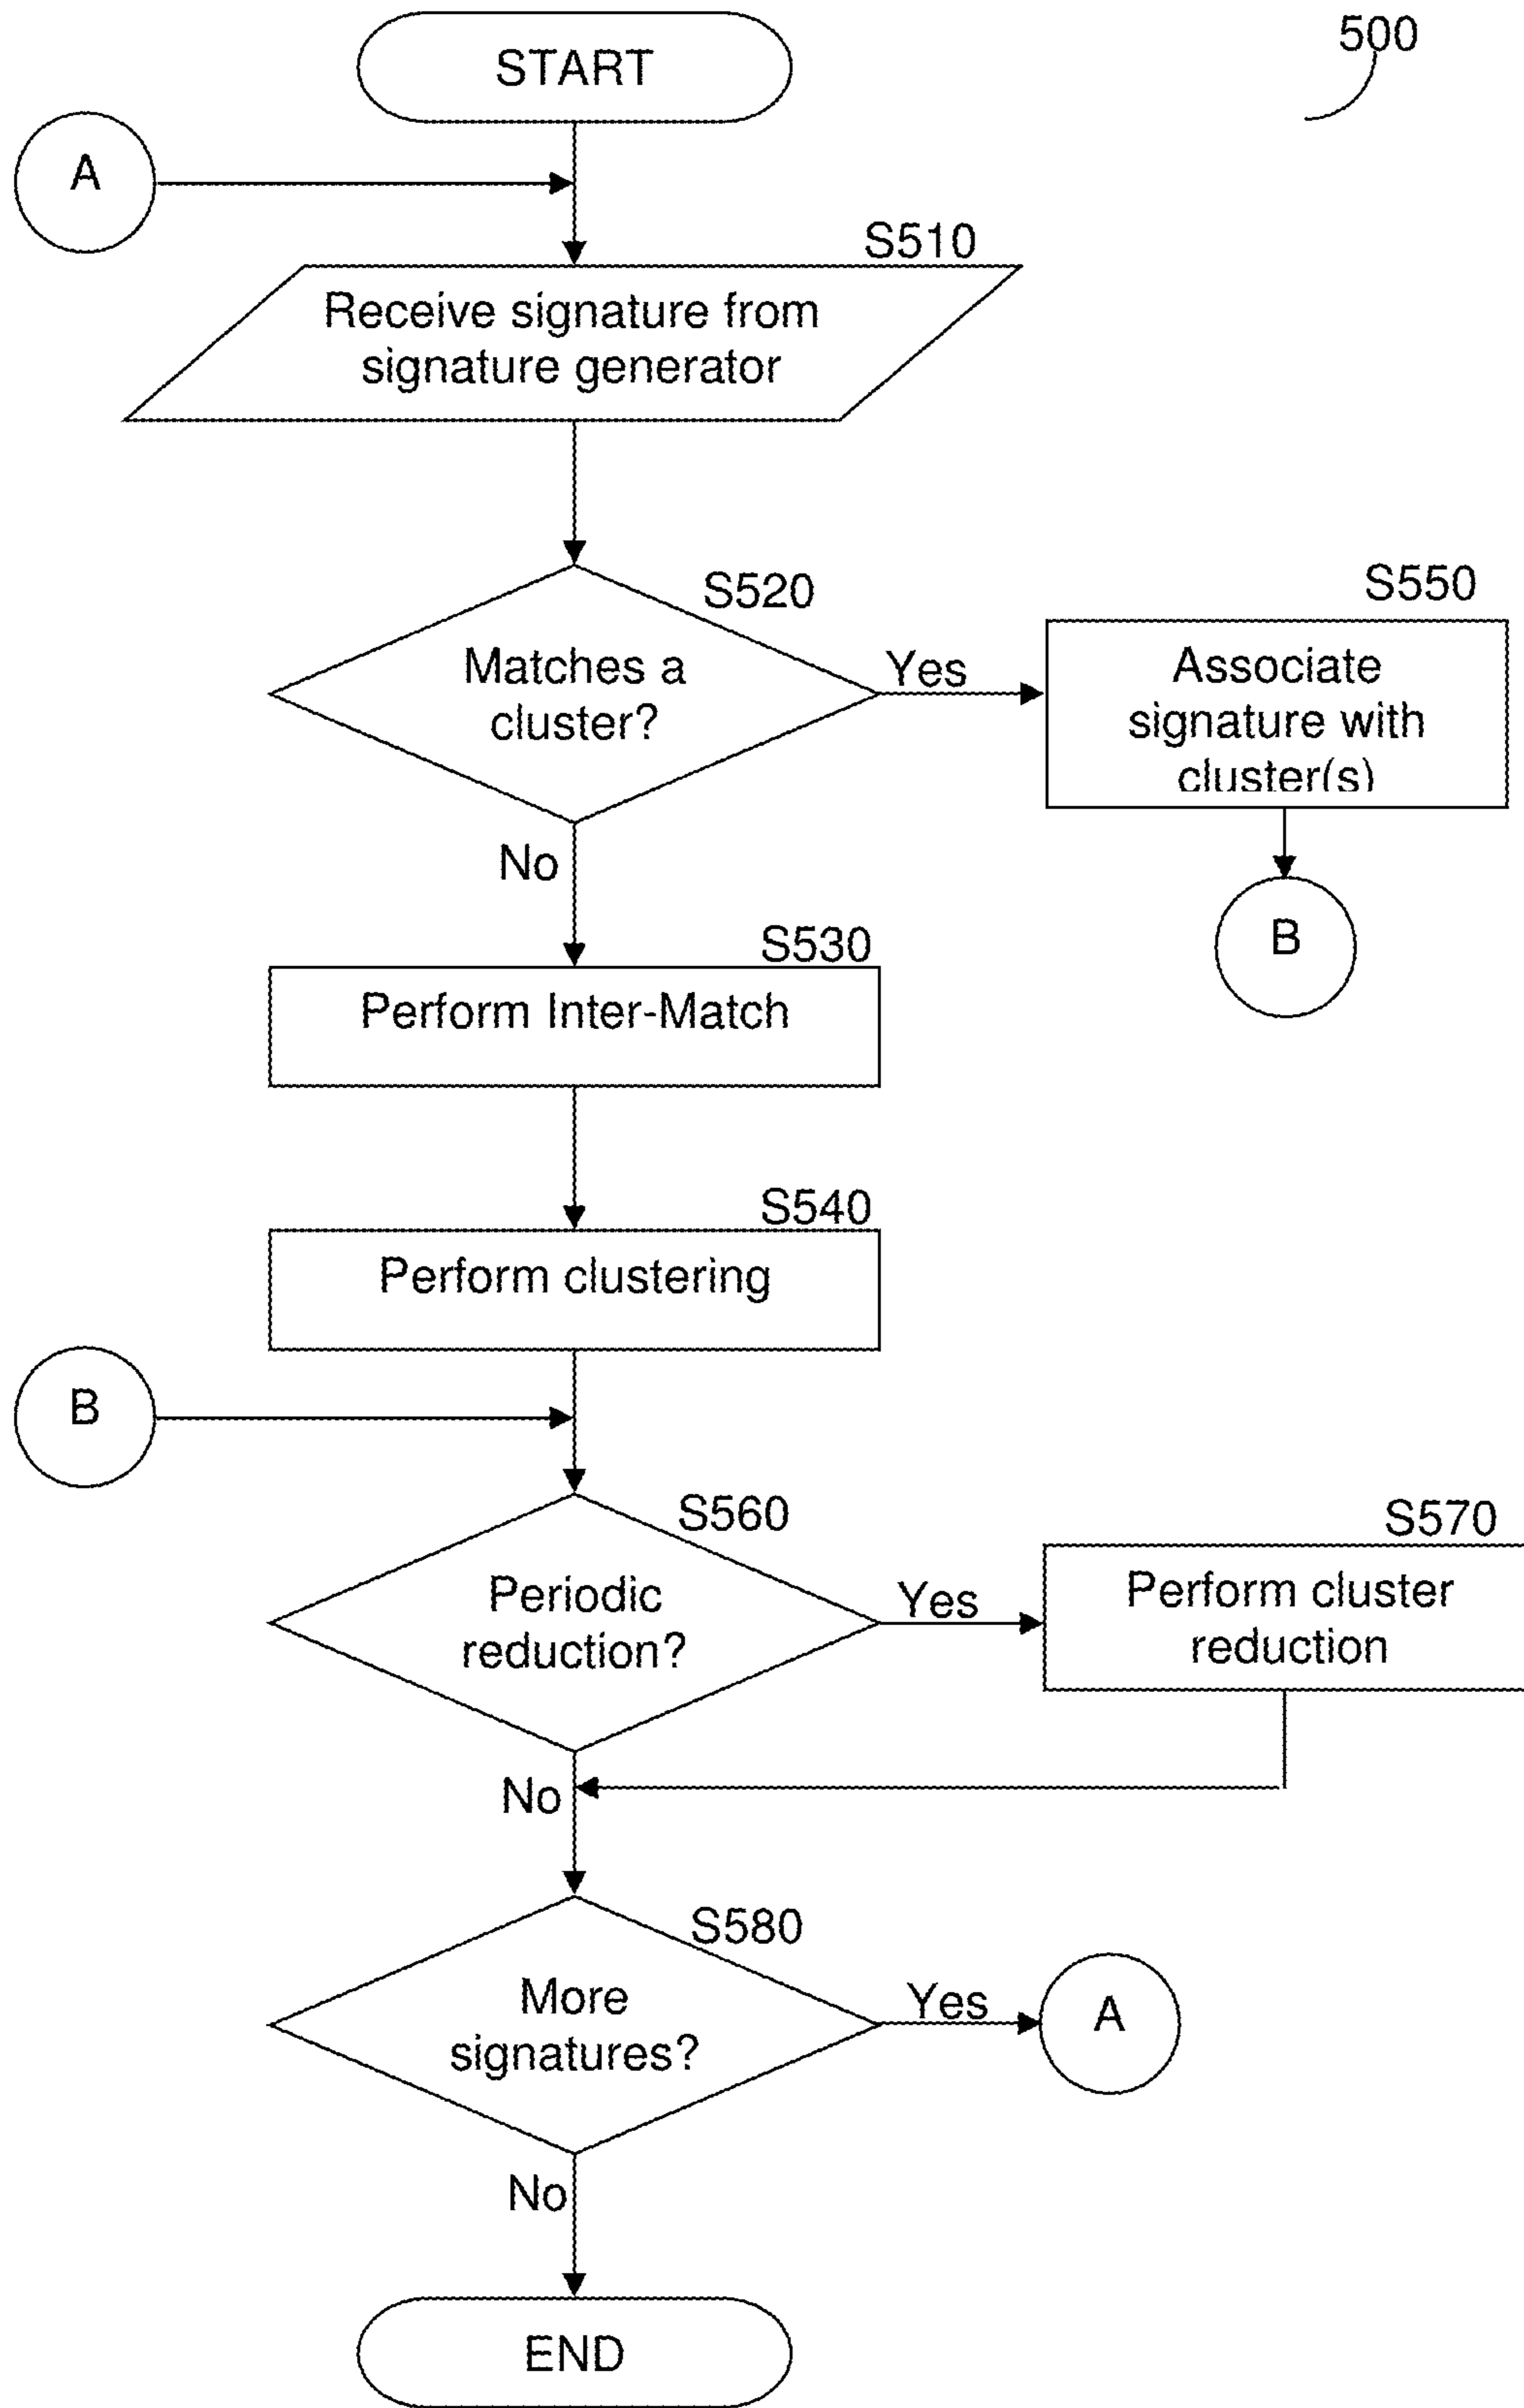 START
500
A
S510
Receive signature from
signature generator
S520
Matches a
cluster?
Yes
S550
Associate
signature with
cluster(s)
No
B
S530
Perform Inter-Match
S540
Perform clustering
B
S560
Periodic
reduction?
Yes
S570
Perform cluster
reduction
No
S580
More
signatures?
Yes
A
No
END